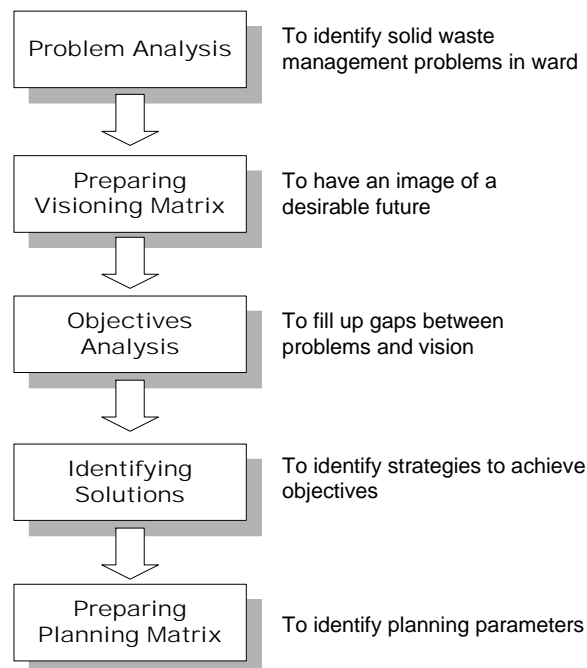 Problem Analysis
To identify solid waste
management problems in ward
Preparing
Visioning Matrix
To have an image of a
desirable future
Objectives
Analysis
To fill up gaps between
problems and vision
Identifying
Solutions
To identify strategies to achieve
objectives
Preparing
Planning Matrix
To identify planning parameters